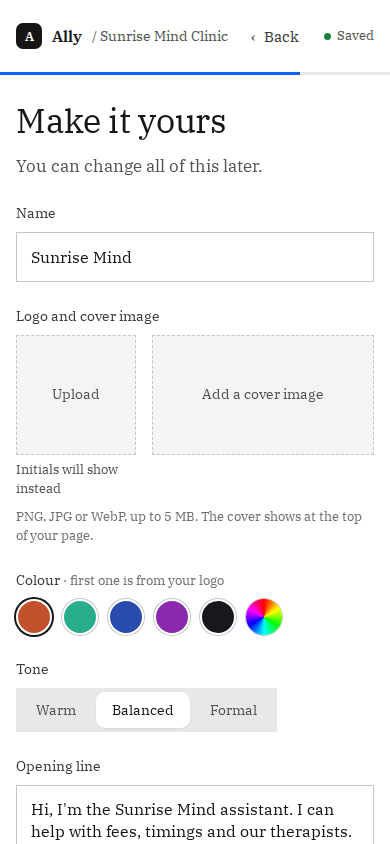 A Ally / Sunrise Mind Clinic ‹ Back Saved
Make it yours
You can change all of this later.
Name
Sunrise Mind
Logo and cover image
Upload
Add a cover image
Initials will show
instead
PNG, JPG or WebP, up to 5 MB. The cover shows at the top
of your page.
Colour · first one is from your logo
Tone
Warm Balanced Formal
Opening line
Hi, I'm the Sunrise Mind assistant. I can
help with fees, timings and our therapists.